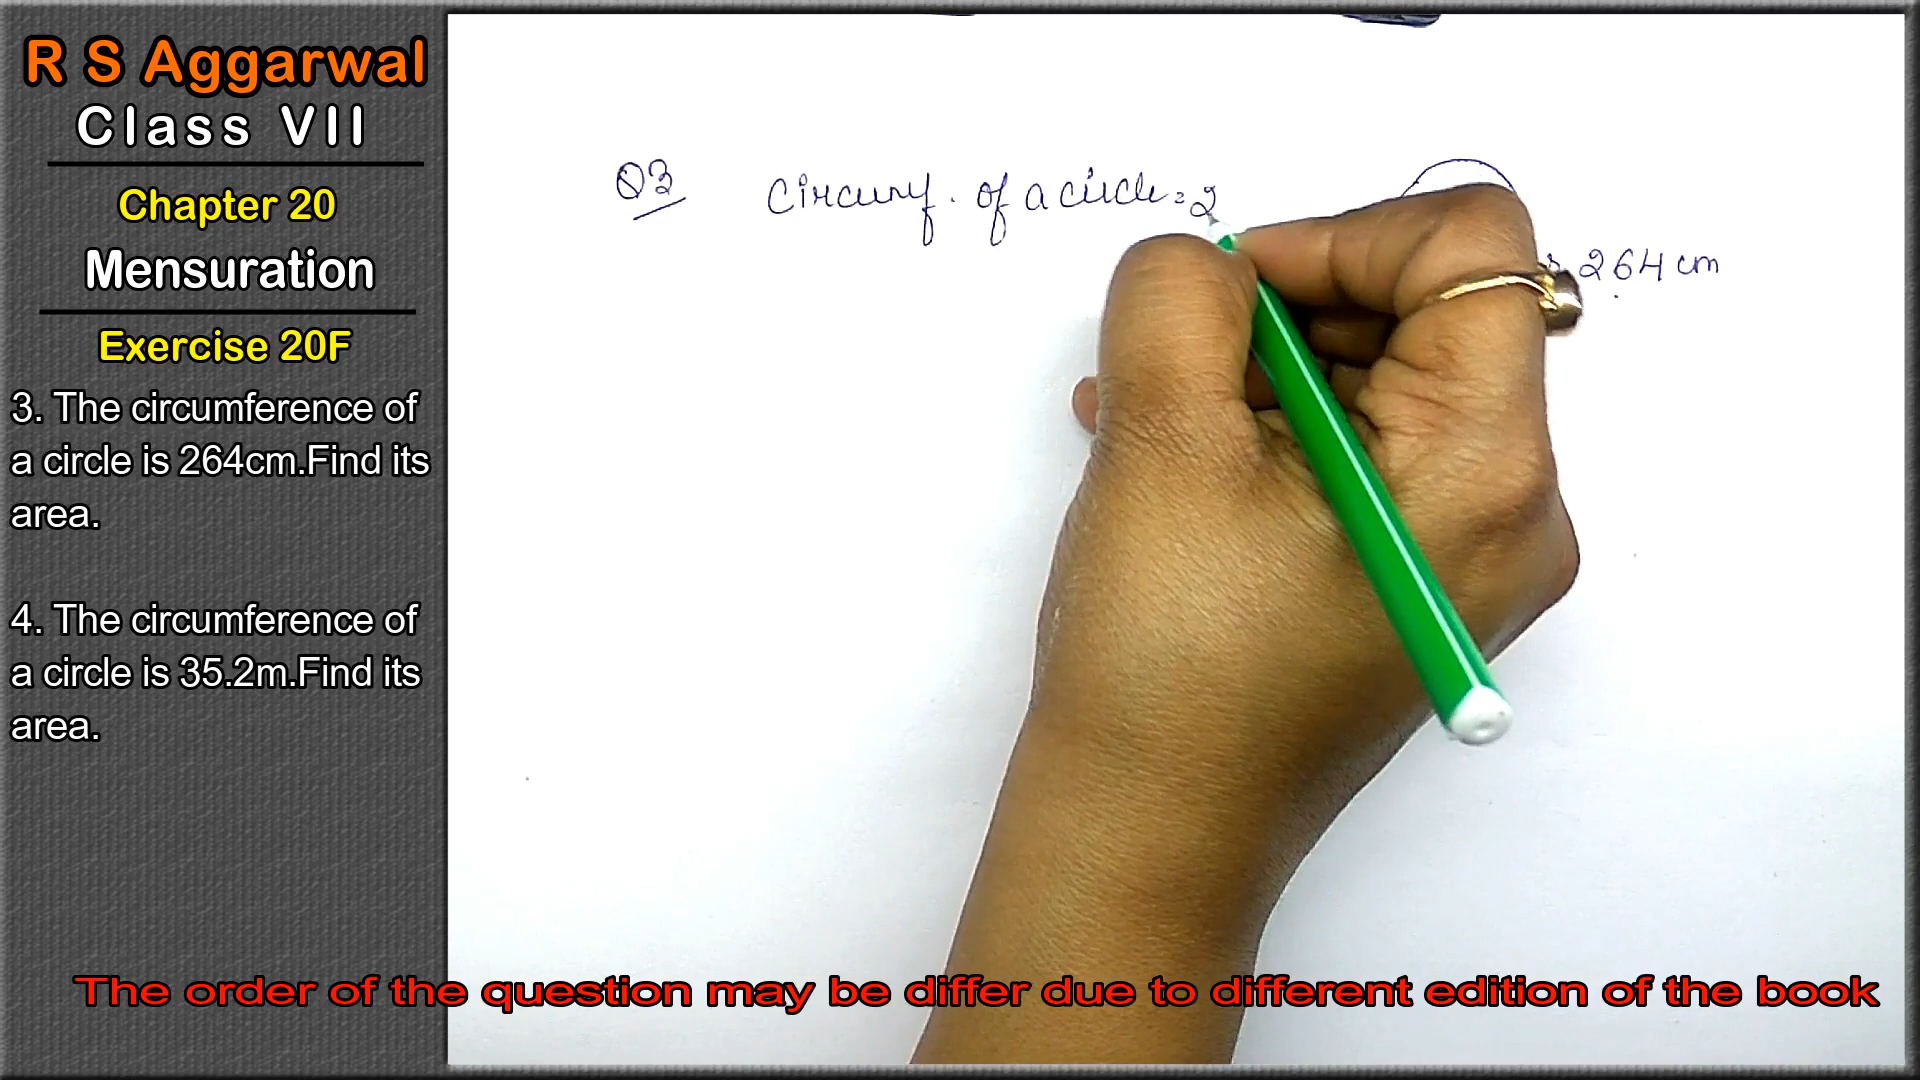 R S Aggarwal
Class VII
Chapter 20
Mensuration
Exercise 20F
3. The circumference of
a circle is 264cm.Find its
area.
4. The circumference of
a circle is 35.2m.Find its
area.
Q3 Circumf. of a circle = 2
264 cm
The order of the question may be differ due to different edition of the book